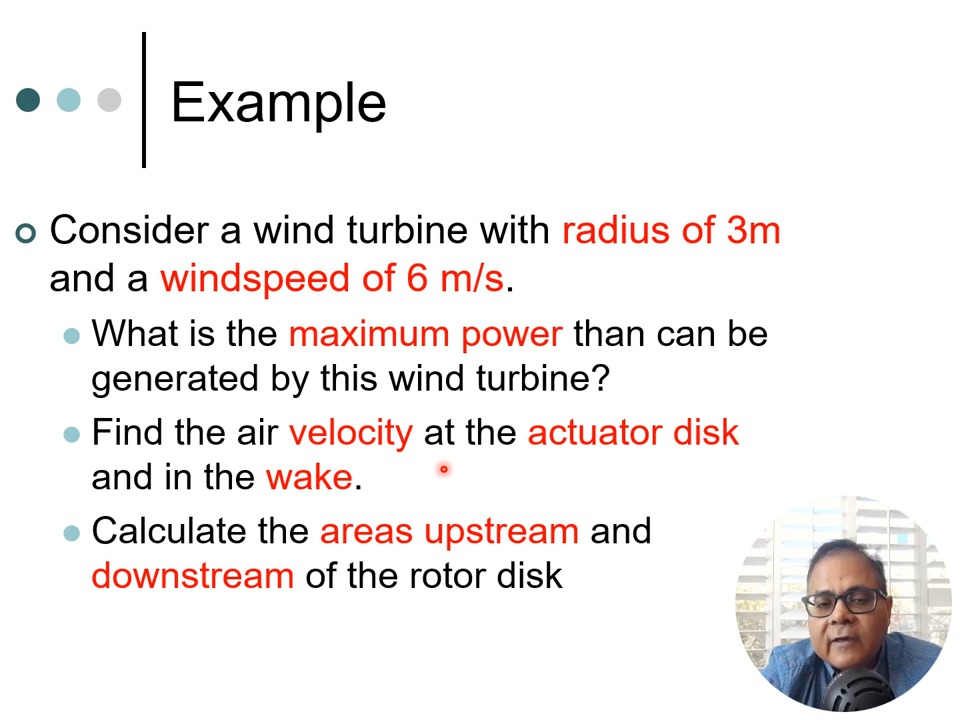 Example
Consider a wind turbine with radius of 3m
and a windspeed of 6 m/s.
What is the maximum power than can be
generated by this wind turbine?
Find the air velocity at the actuator disk
and in the wake.
Calculate the areas upstream and
downstream of the rotor disk